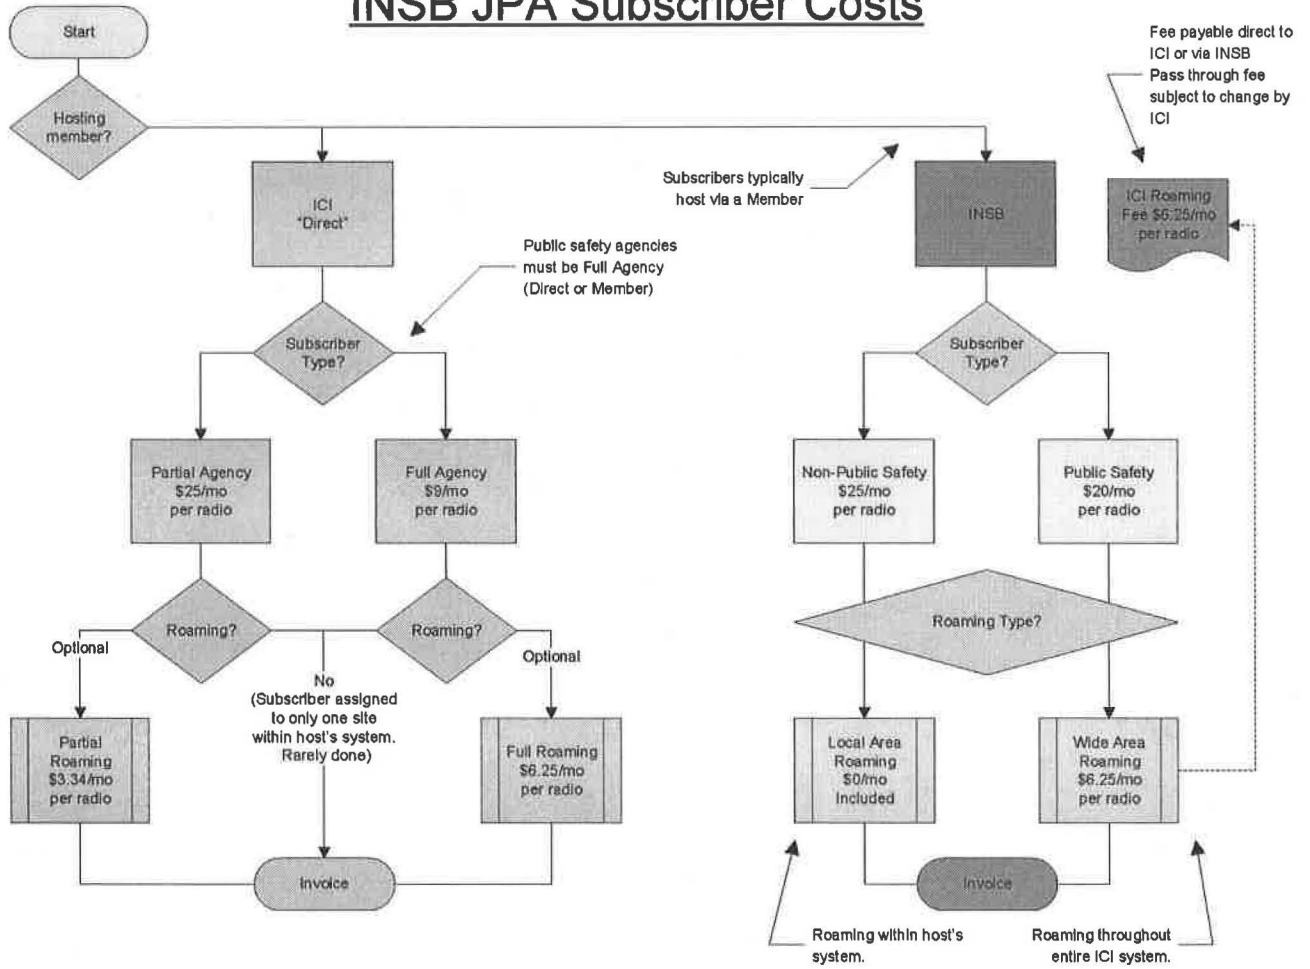 INSB JPA Subscriber Costs
Start
Hosting
member?
Fee payable direct to
ICI or via INSB
Pass through fee
subject to change by
ICI
ICI
"Direct"
Subscribers typically
host via a Member
INSB
ICI Roaming
Fee $6.25/mo
per radio
Public safety agencies
must be Full Agency
(Direct or Member)
Subscriber
Type?
Subscriber
Type?
Partial Agency
$25/mo
per radio
Full Agency
$9/mo
per radio
Non-Public Safety
$25/mo
per radio
Public Safety
$20/mo
per radio
Roaming?
Roaming?
Roaming Type?
Optional
Optional
No
(Subscriber assigned
to only one site
within host's system.
Rarely done)
Partial
Roaming
$3.34/mo
per radio
Full Roaming
$6.25/mo
per radio
Local Area
Roaming
$0/mo
Included
Wide Area
Roaming
$6.25/mo
per radio
Invoice
Invoice
Roaming within host's
system.
Roaming throughout
entire ICI system.